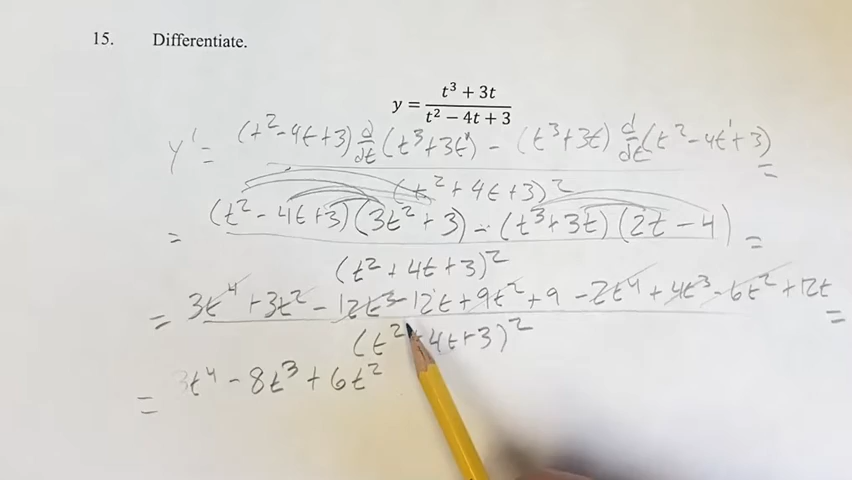 15. Differentiate.
y = (t³ + 3t)/(t² − 4t + 3)
y' = ((t²-4t+3) d/dt (t³+3t') - (t³+3t) d/dt (t²-4t'+3))/(t²+4t+3)² =
= ((t²-4t+3)(3t²+3) - (t³+3t)(2t-4))/(t²+4t+3)² =
= (3t⁴+3t²-12t³-12t+9t²+9-2t⁴+4t³-6t²+12t)/(t²+4t+3)² =
= t⁴-8t³+6t²